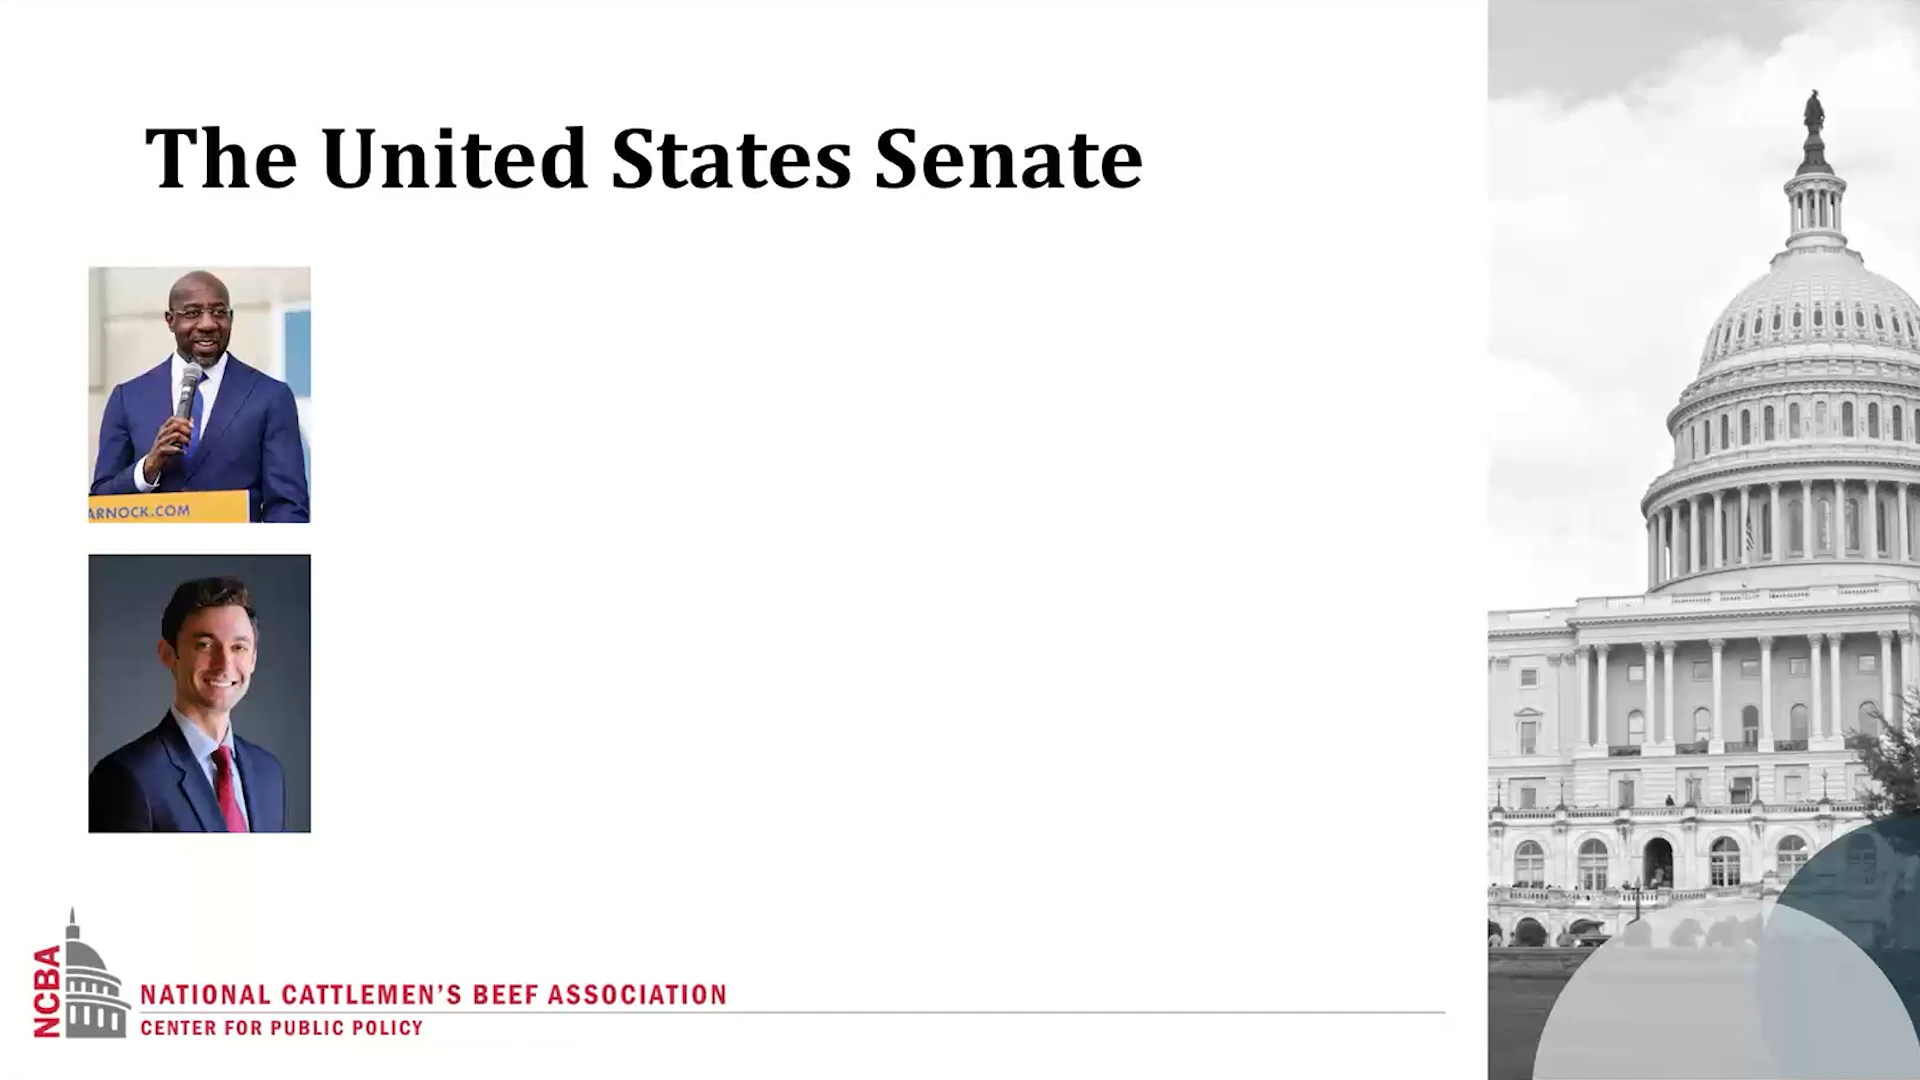 The United States Senate
ARNOCK.COM
NCBA
NATIONAL CATTLEMEN’S BEEF ASSOCIATION
CENTER FOR PUBLIC POLICY